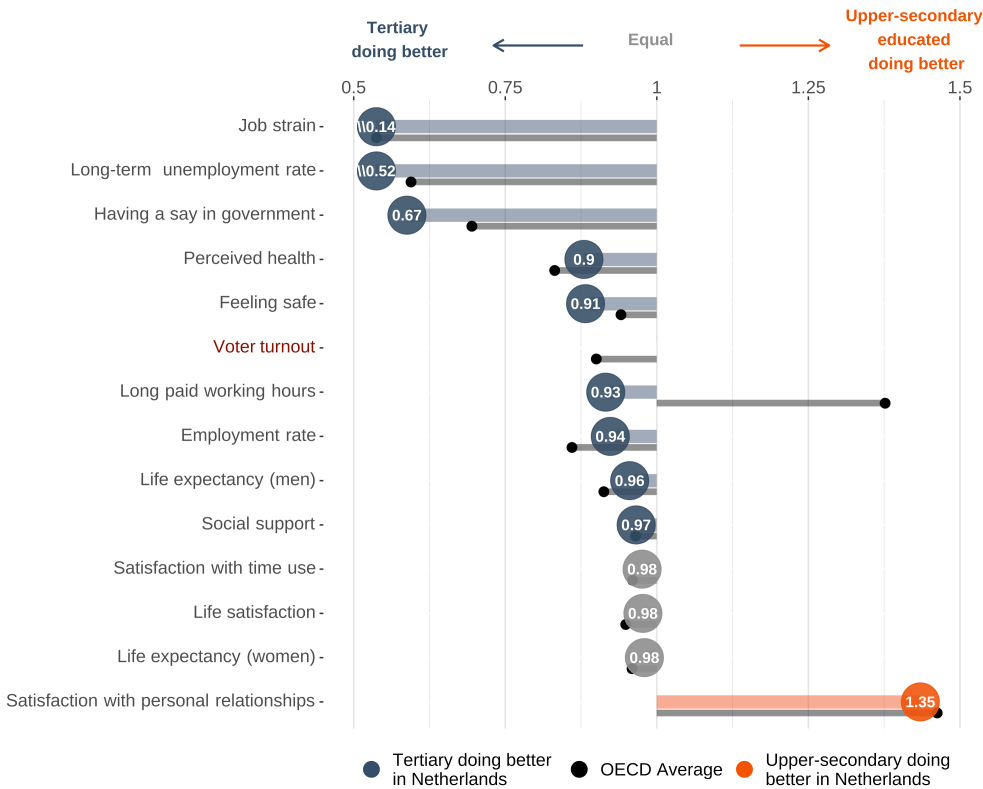 Tertiary
doing better
Equal
Upper-secondary
educated
doing better
0.5 0.75 1 1.25 1.5
Job strain
\\0.14
Long-term unemployment rate
\\0.52
Having a say in government
0.67
Perceived health
0.9
Feeling safe
0.91
Voter turnout
Long paid working hours
0.93
Employment rate
0.94
Life expectancy (men)
0.96
Social support
0.97
Satisfaction with time use
0.98
Life satisfaction
0.98
Life expectancy (women)
0.98
Satisfaction with personal relationships
1.35
Tertiary doing better
in Netherlands
OECD Average
Upper-secondary doing
better in Netherlands